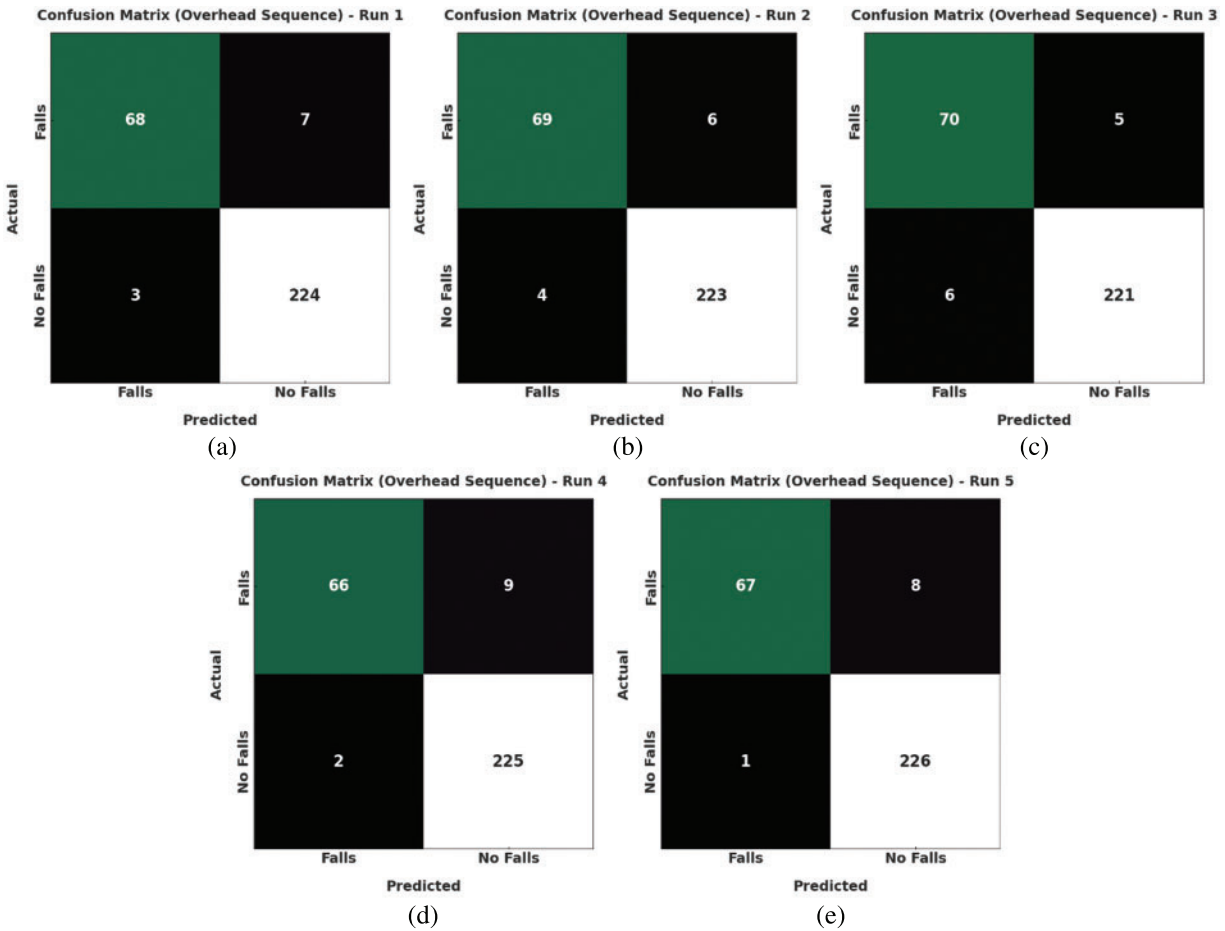 Confusion Matrix (Overhead Sequence) - Run 1
Falls
68
7
Actual
No Falls
3
224
Falls
No Falls
Predicted
(a)
Confusion Matrix (Overhead Sequence) - Run 2
Falls
69
6
Actual
No Falls
4
223
Falls
No Falls
Predicted
(b)
Confusion Matrix (Overhead Sequence) - Run 3
Falls
70
5
Actual
No Falls
6
221
Falls
No Falls
Predicted
(c)
Confusion Matrix (Overhead Sequence) - Run 4
Falls
66
9
Actual
No Falls
2
225
Falls
No Falls
Predicted
(d)
Confusion Matrix (Overhead Sequence) - Run 5
Falls
67
8
Actual
No Falls
1
226
Falls
No Falls
Predicted
(e)